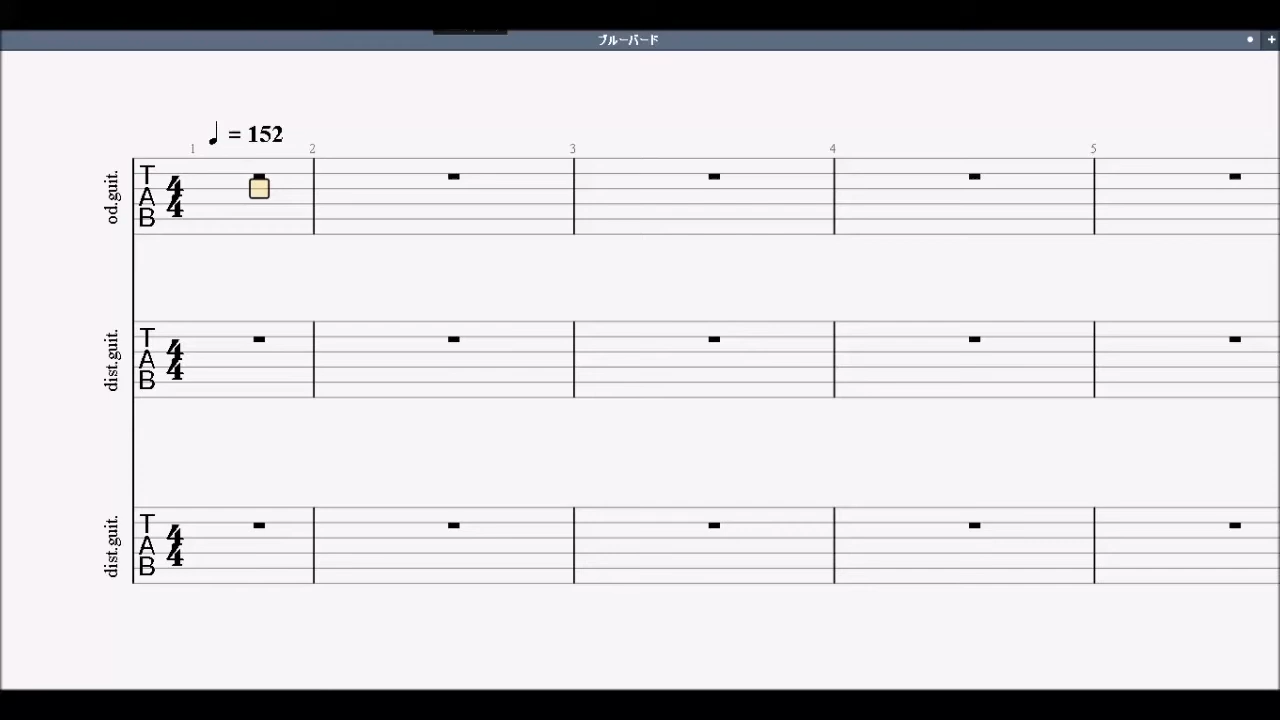 ブルーバード
♩ = 152
1 2 3 4 5
od.guit. TAB 4/4
dist.guit. TAB 4/4
dist.guit. TAB 4/4